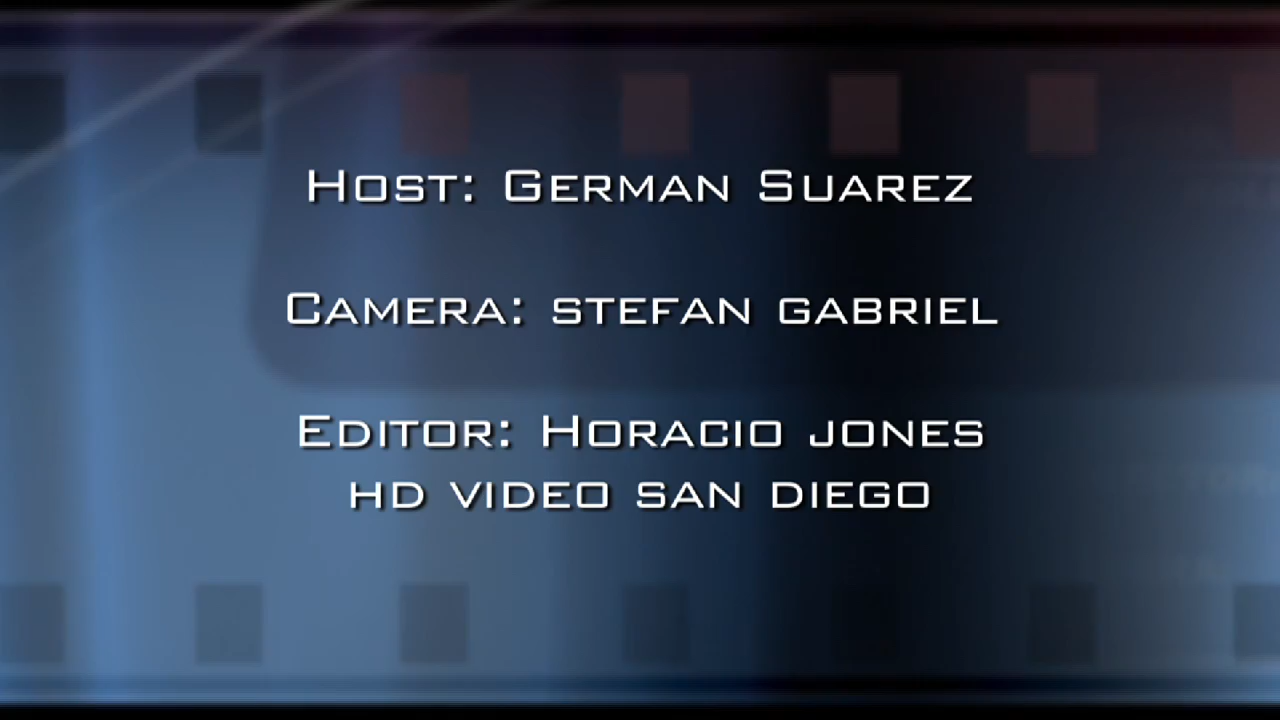 Host: German Suarez
Camera: stefan gabriel
Editor: Horacio jones
hd video san diego